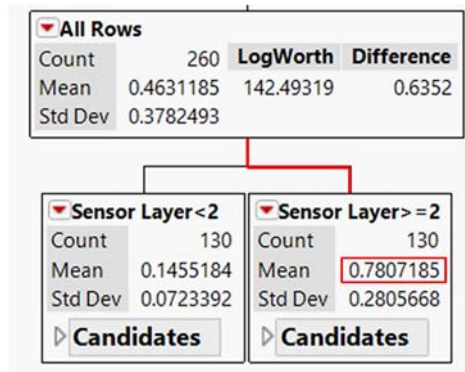 All Rows
Count 260 LogWorth Difference
Mean 0.4631185 142.49319 0.6352
Std Dev 0.3782493
Sensor Layer<2
Count 130
Mean 0.1455184
Std Dev 0.0723392
Candidates
Sensor Layer>=2
Count 130
Mean 0.7807185
Std Dev 0.2805668
Candidates